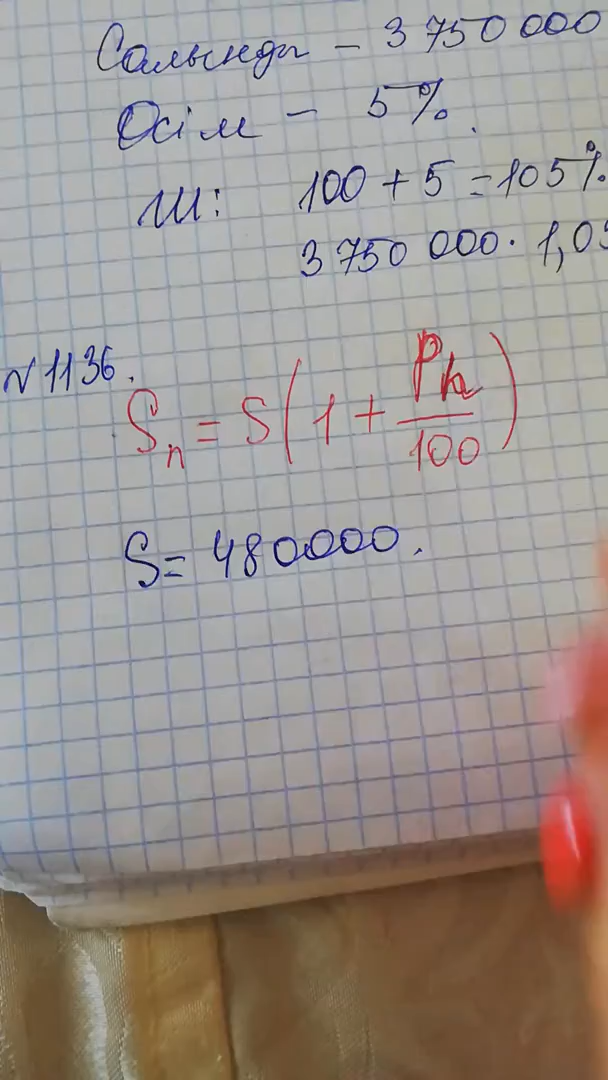 Салынды – 3 750 000
Өсім – 5%.
Ш: 100 + 5 = 105%.
3 750 000 · 1,05
№1136.
Sn = S(1 + Pn/100)
S = 480000.